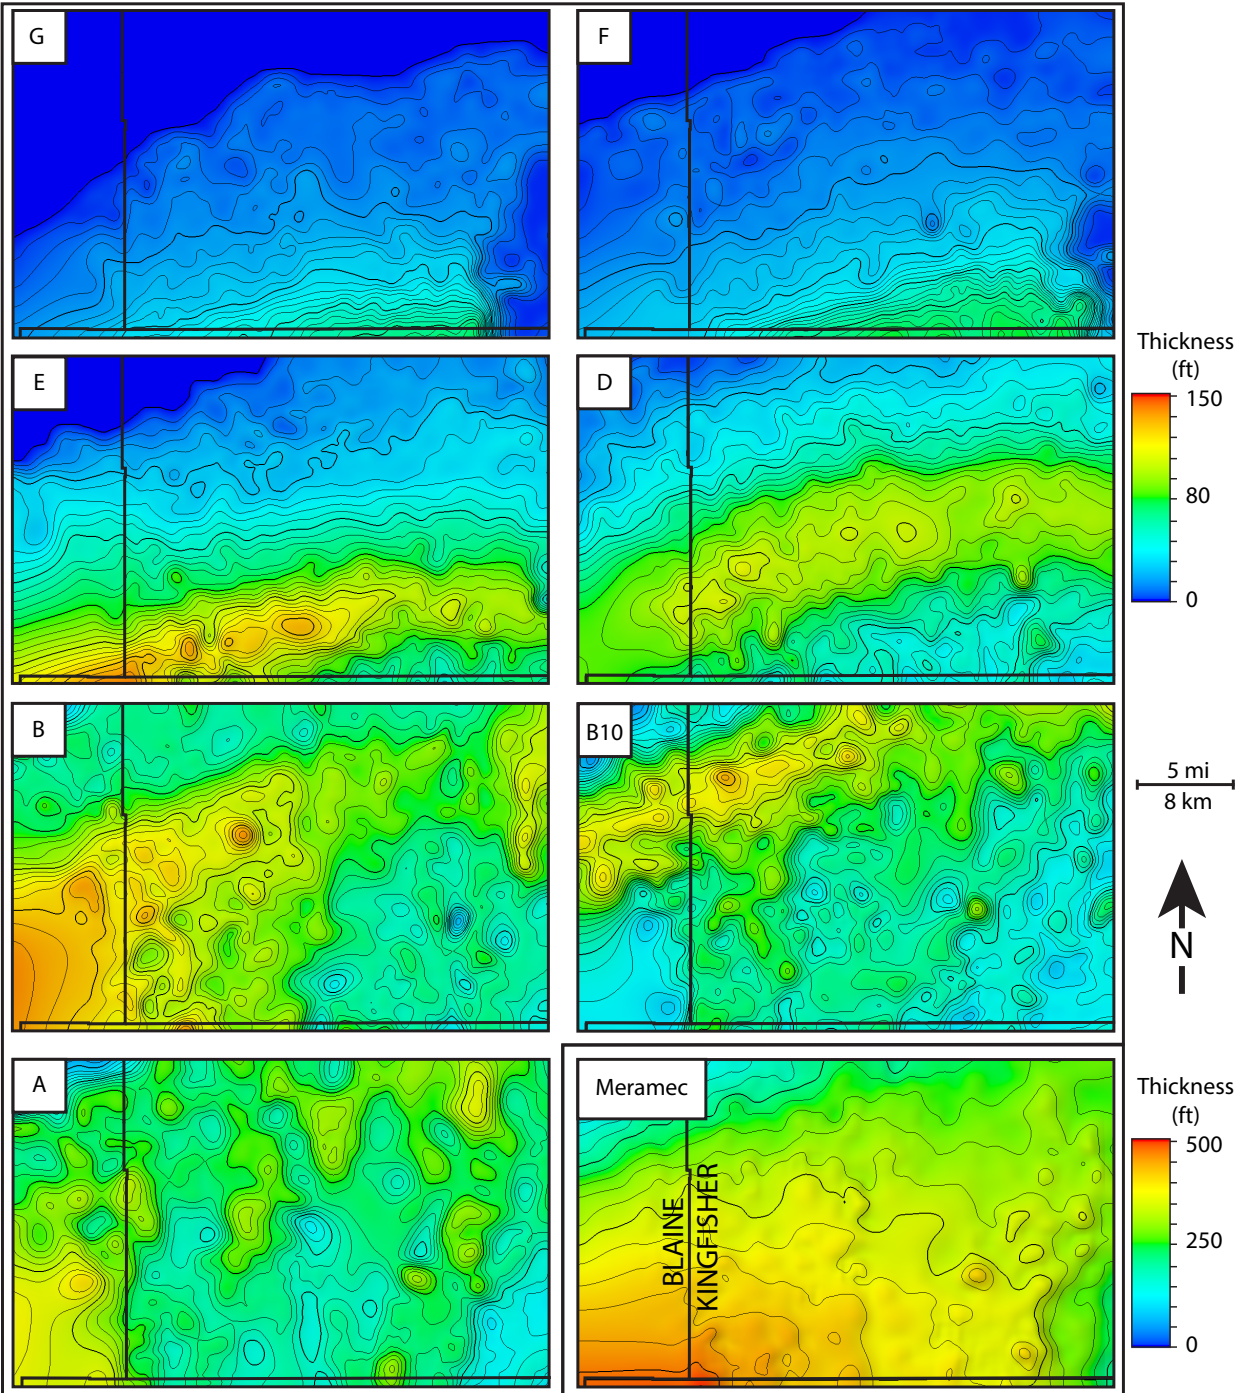 G
F
Thickness
(ft)
150
80
0
E
D
B
B10
5 mi
8 km
N
A
Meramec
BLAINE
KINGFISHER
Thickness
(ft)
500
250
0